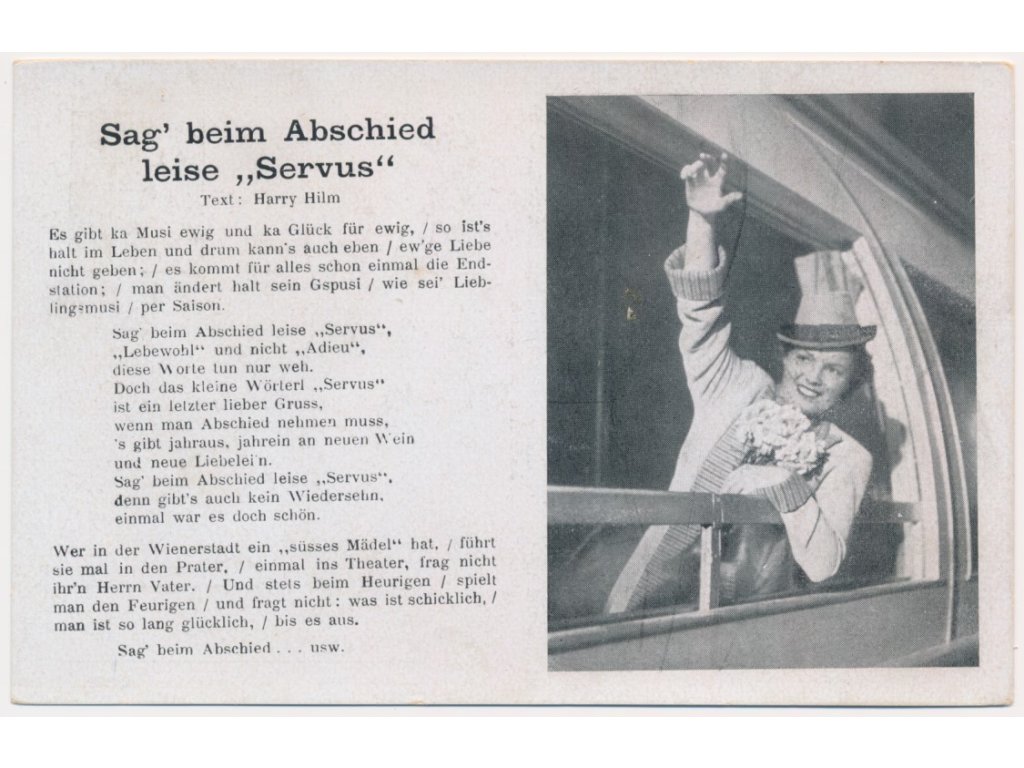 Sag' beim Abschied
leise „Servus“
Text: Harry Hilm
Es gibt ka Musi ewig und ka Glück für ewig, / so ist's
halt im Leben und drum kann's auch eben / ew'ge Liebe
nicht geben; / es kommt für alles schon einmal die End-
station; / man ändert halt sein Gspusi / wie sei' Lieb-
lingsmusi / per Saison.
Sag' beim Abschied leise „Servus“,
„Lebewohl“ und nicht „Adieu“,
diese Worte tun nur weh.
Doch das kleine Wörterl „Servus“
ist ein letzter lieber Gruss,
wenn man Abschied nehmen muss,
's gibt jahraus, jahrein an neuen Wein
und neue Liebelei'n.
Sag' beim Abschied leise „Servus“,
denn gibt's auch kein Wiedersehn,
einmal war es doch schön.
Wer in der Wienerstadt ein „süsses Mädel“ hat, / führt
sie mal in den Prater, / einmal ins Theater, frag nicht
ihr'n Herrn Vater. / Und stets beim Heurigen / spielt
man den Feurigen / und fragt nicht: was ist schicklich, /
man ist so lang glücklich, / bis es aus.
Sag' beim Abschied . . . usw.